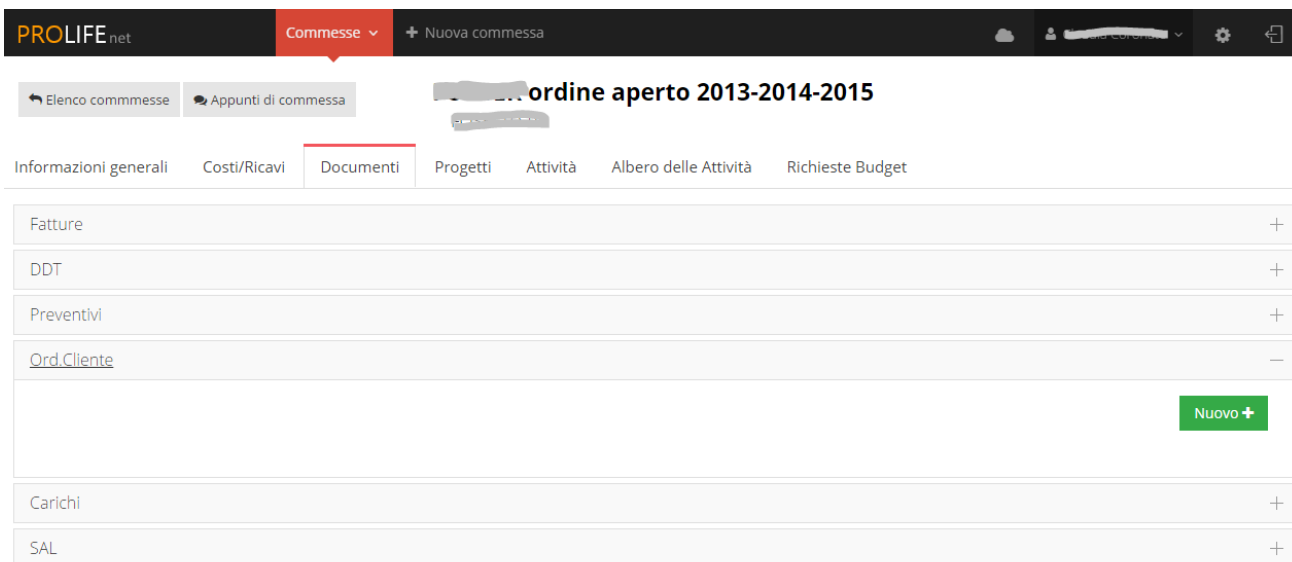 PROLIFE net
Commesse
Nuova commessa
Elenco commmesse
Appunti di commessa
ordine aperto 2013-2014-2015
Informazioni generali
Costi/Ricavi
Documenti
Progetti
Attività
Albero delle Attività
Richieste Budget
Fatture
DDT
Preventivi
Ord.Cliente
Nuovo +
Carichi
SAL